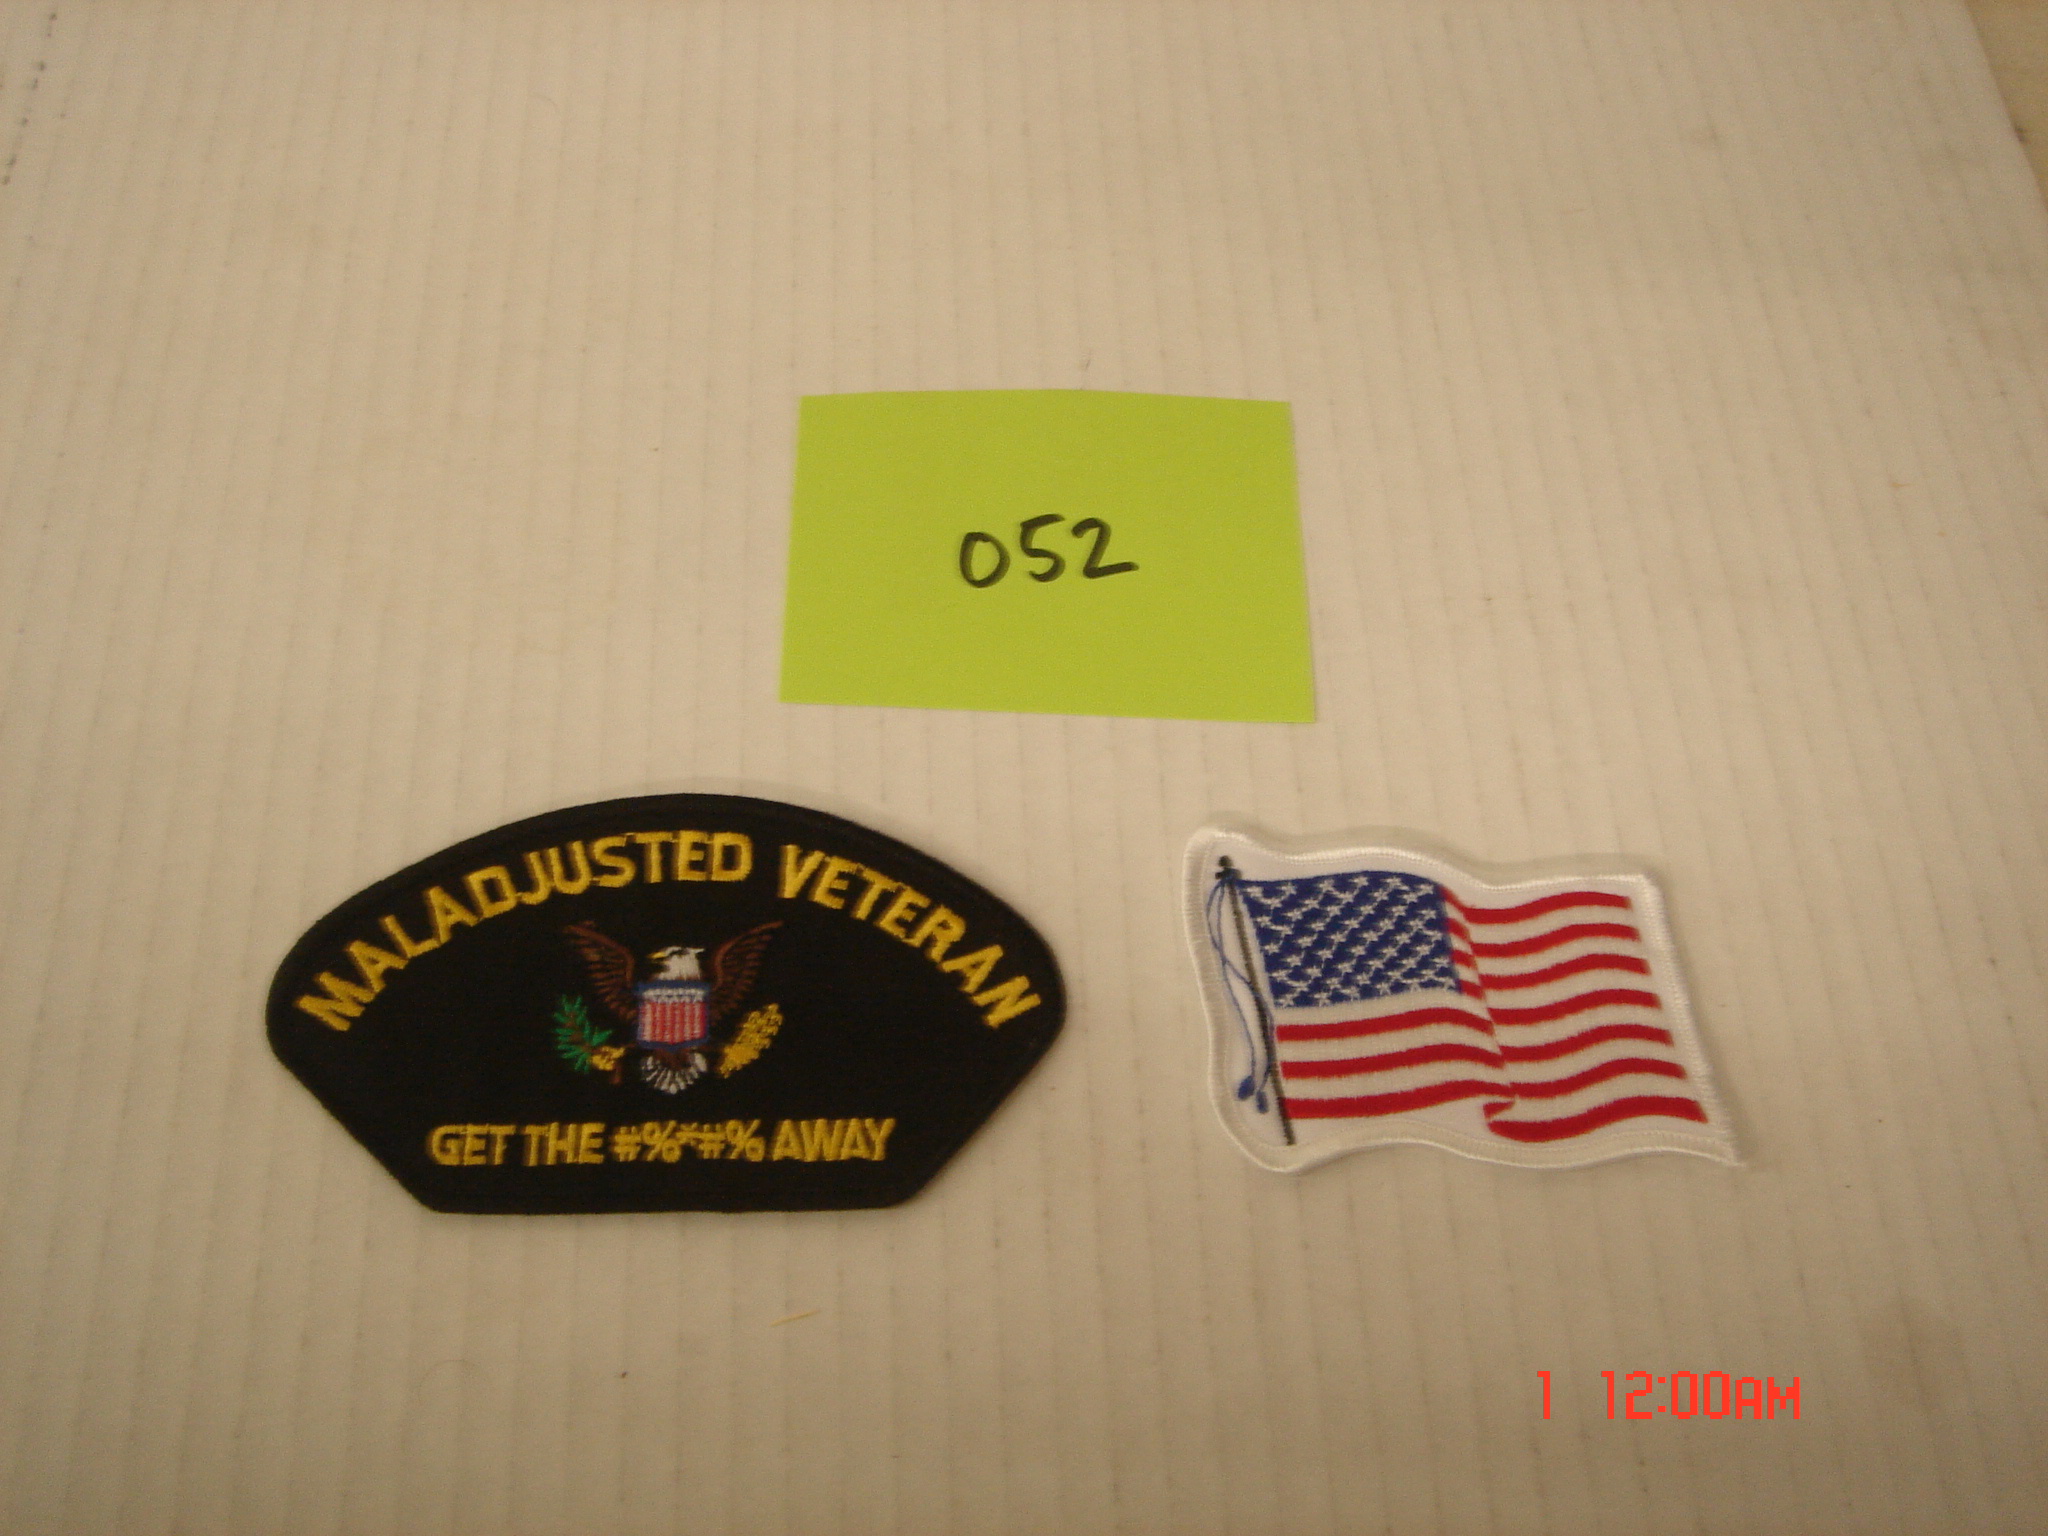 052
MALADJUSTED VETERAN
GET THE #%*#% AWAY
1 12:00AM